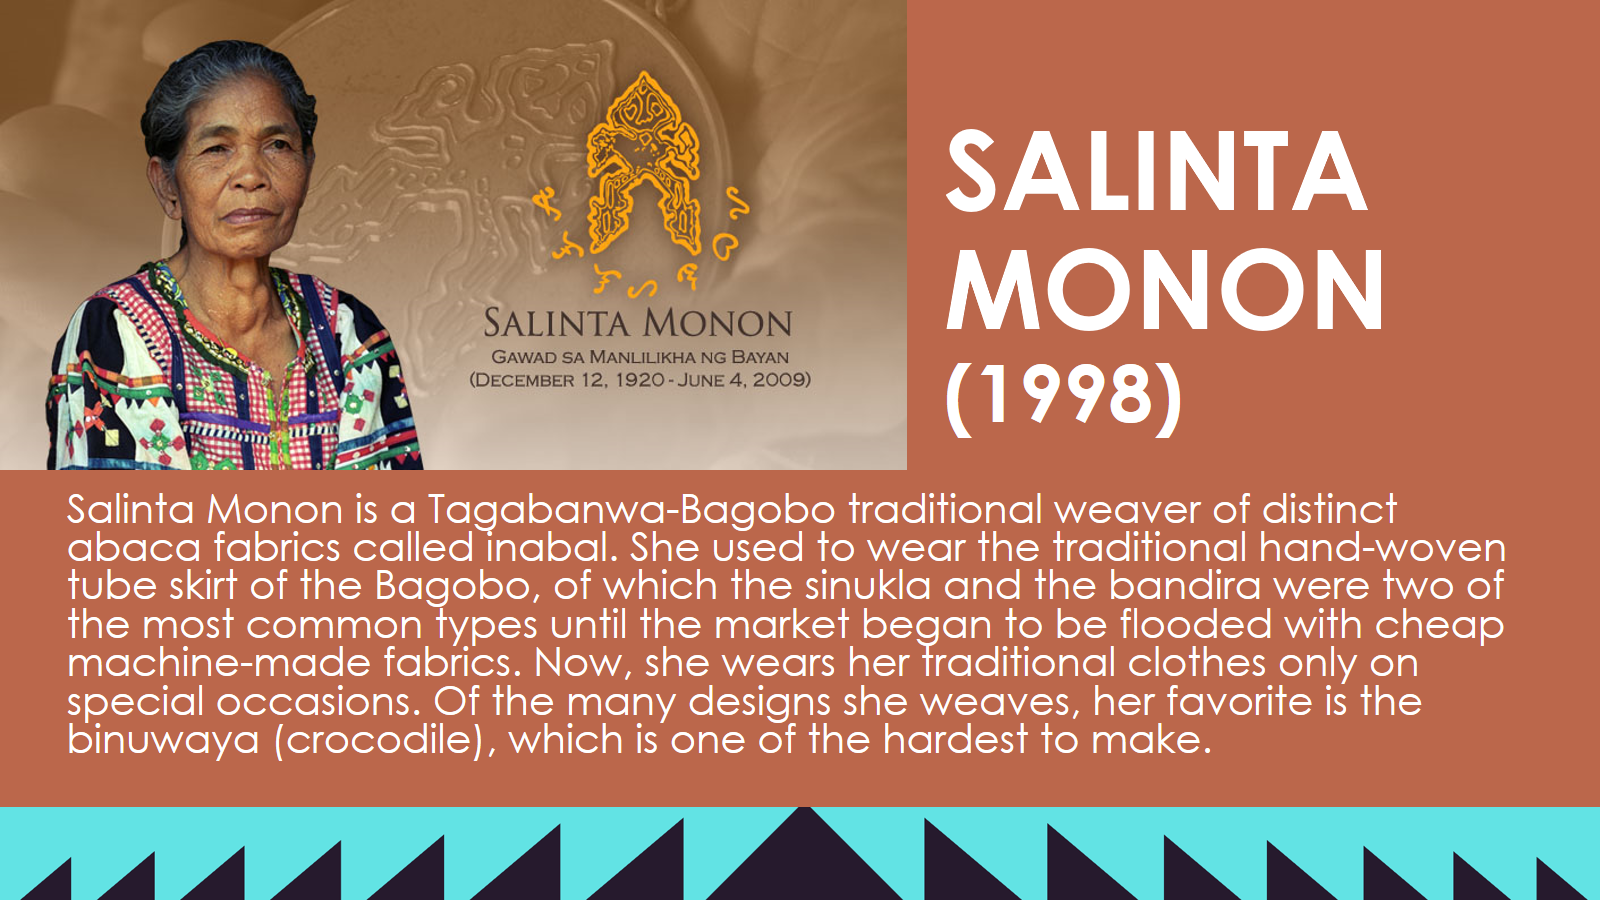 SALINTA MONON
GAWAD SA MANLILIKHA NG BAYAN
(DECEMBER 12, 1920 - JUNE 4, 2009)
SALINTA
MONON
(1998)
Salinta Monon is a Tagabanwa-Bagobo traditional weaver of distinct
abaca fabrics called inabal. She used to wear the traditional hand-woven
tube skirt of the Bagobo, of which the sinukla and the bandira were two of
the most common types until the market began to be flooded with cheap
machine-made fabrics. Now, she wears her traditional clothes only on
special occasions. Of the many designs she weaves, her favorite is the
binuwaya (crocodile), which is one of the hardest to make.